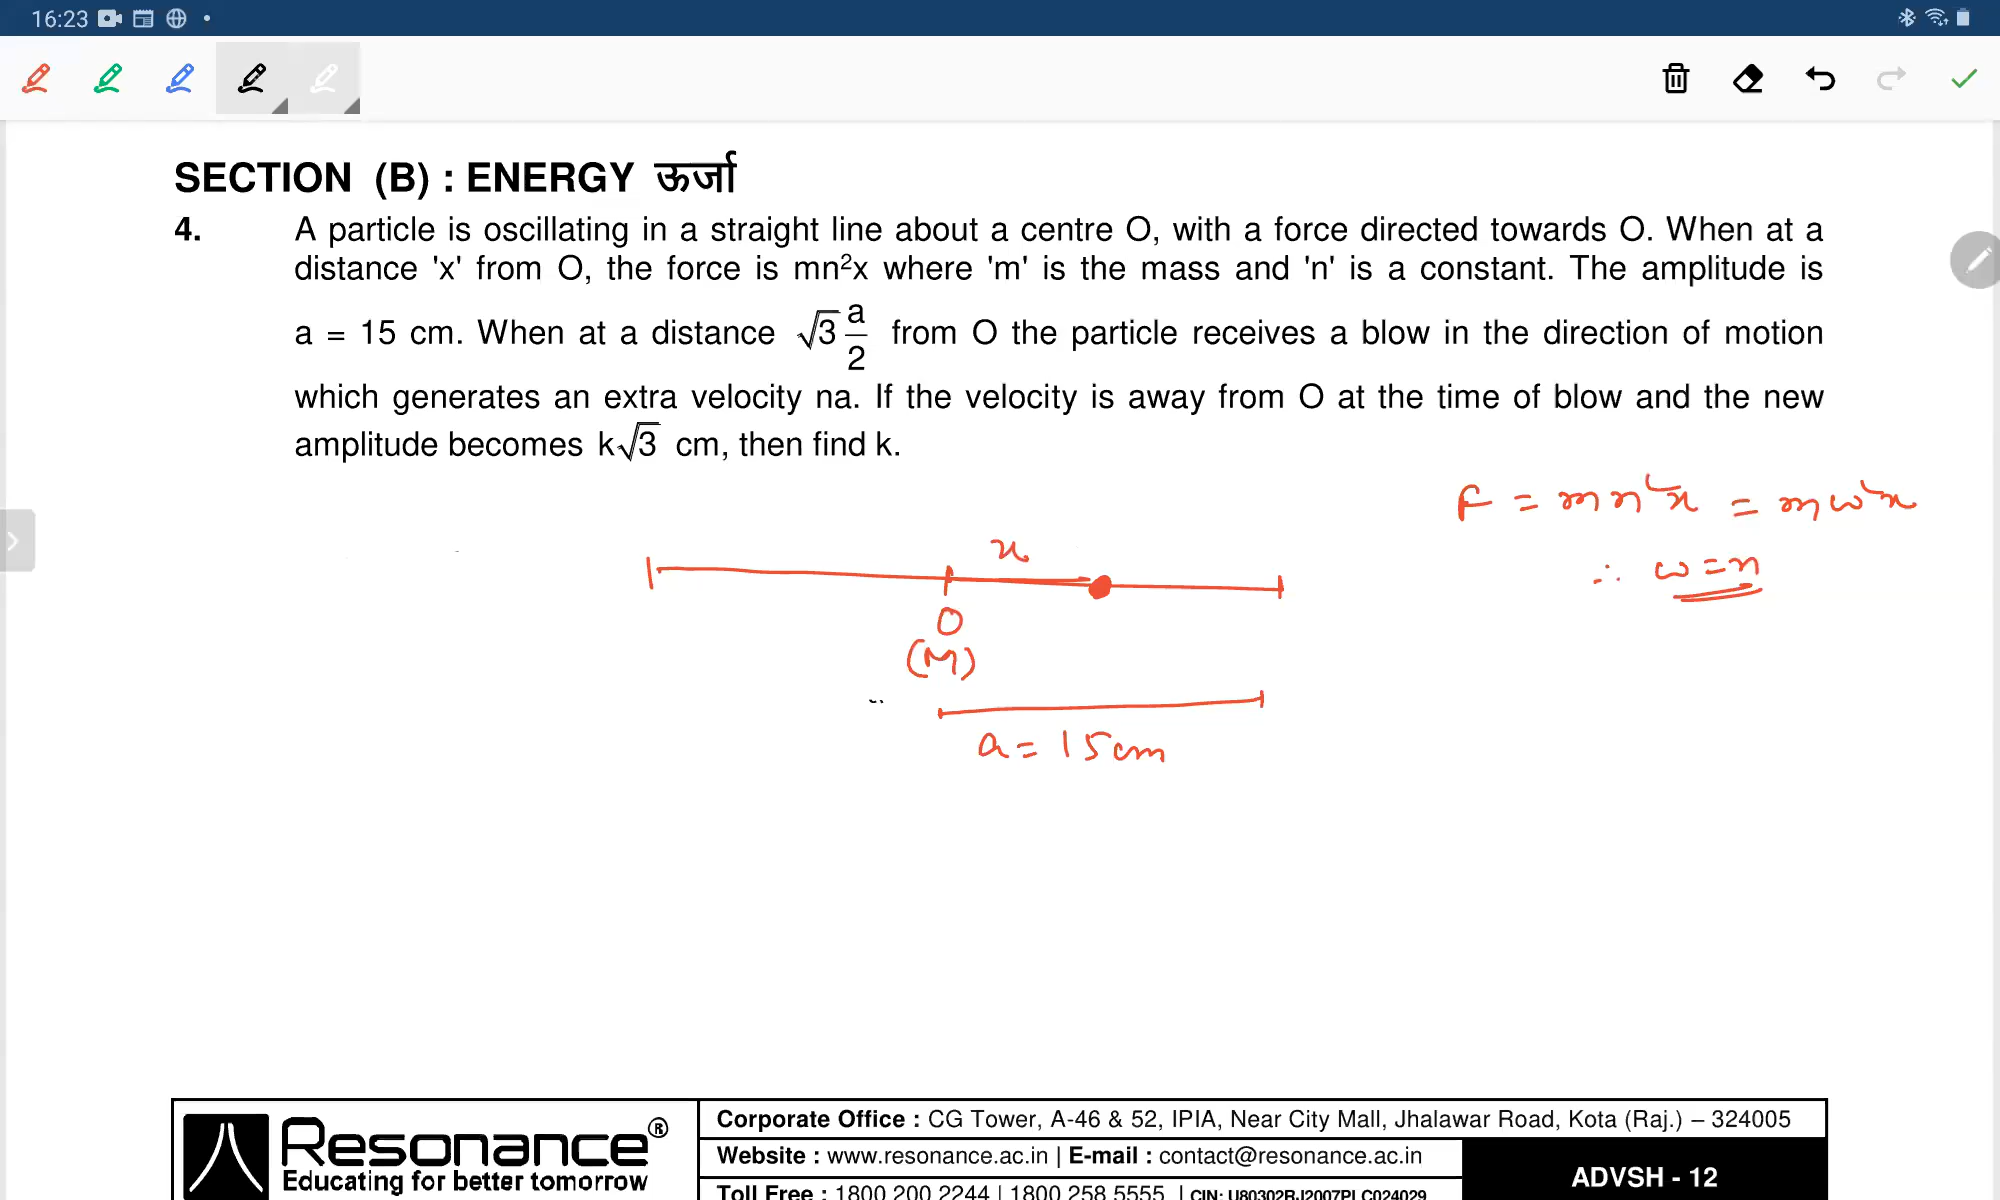 16:23
SECTION (B) : ENERGY ऊर्जा
4. A particle is oscillating in a straight line about a centre O, with a force directed towards O. When at a
distance 'x' from O, the force is mn²x where 'm' is the mass and 'n' is a constant. The amplitude is
a = 15 cm. When at a distance √3 a/2 from O the particle receives a blow in the direction of motion
which generates an extra velocity na. If the velocity is away from O at the time of blow and the new
amplitude becomes k√3 cm, then find k.
F = mn²x = mω²x
∴ ω = n
x
O
(M)
a = 15 cm
Resonance®
Educating for better tomorrow
Corporate Office : CG Tower, A-46 & 52, IPIA, Near City Mall, Jhalawar Road, Kota (Raj.) – 324005
Website : www.resonance.ac.in | E-mail : contact@resonance.ac.in
Toll Free : 1800 200 2244 | 1800 258 5555 | CIN: U80302RJ2007PLC024029
ADVSH - 12